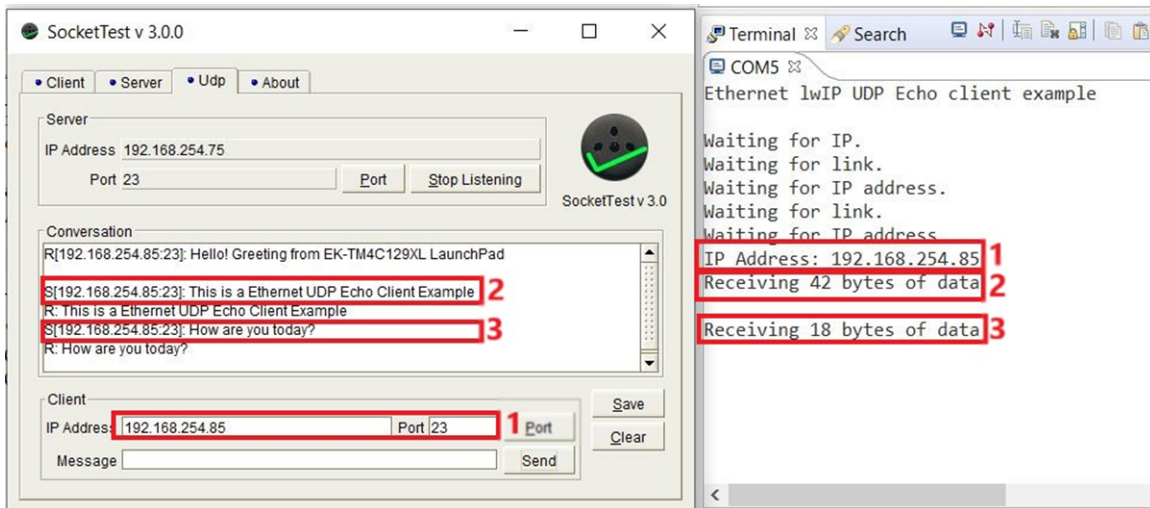 SocketTest v 3.0.0
Client
Server
Udp
About
Server
IP Address 192.168.254.75
Port 23
Port
Stop Listening
SocketTest v 3.0
Conversation
R[192.168.254.85:23]: Hello! Greeting from EK-TM4C129XL LaunchPad
S[192.168.254.85:23]: This is a Ethernet UDP Echo Client Example 2
R: This is a Ethernet UDP Echo Client Example
S[192.168.254.85:23]: How are you today? 3
R: How are you today?
Client
IP Address 192.168.254.85 Port 23 1 Port
Message
Send
Save
Clear
Terminal
Search
COM5
Ethernet lwIP UDP Echo client example
Waiting for IP.
Waiting for link.
Waiting for IP address.
Waiting for link.
Waiting for IP address
IP Address: 192.168.254.85 1
Receiving 42 bytes of data 2
Receiving 18 bytes of data 3